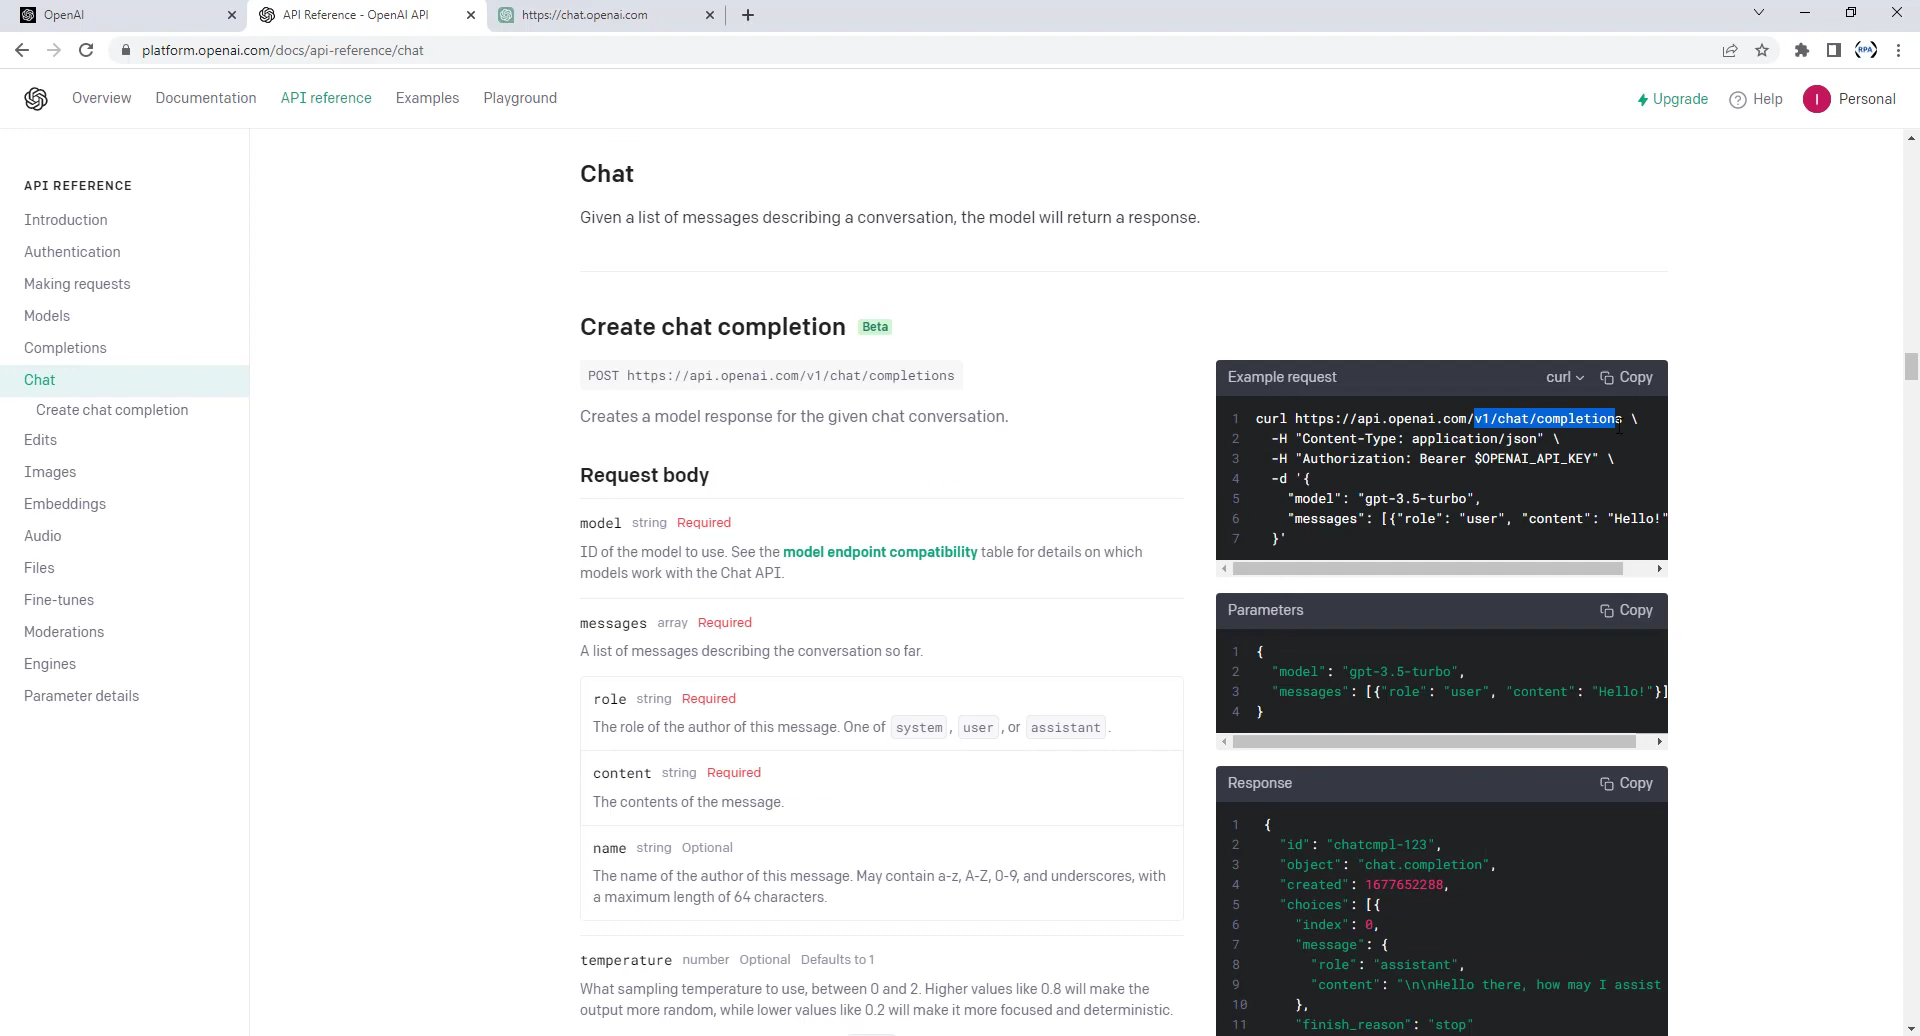 OpenAI
API Reference - OpenAI API
https://chat.openai.com
platform.openai.com/docs/api-reference/chat
RPA
Overview
Documentation
API reference
Examples
Playground
Upgrade
Help
I
Personal
API REFERENCE
Introduction
Authentication
Making requests
Models
Completions
Chat
Create chat completion
Edits
Images
Embeddings
Audio
Files
Fine-tunes
Moderations
Engines
Parameter details
Chat
Given a list of messages describing a conversation, the model will return a response.
Create chat completion Beta
POST https://api.openai.com/v1/chat/completions
Creates a model response for the given chat conversation.
Request body
model string Required
ID of the model to use. See the model endpoint compatibility table for details on which
models work with the Chat API.
messages array Required
A list of messages describing the conversation so far.
role string Required
The role of the author of this message. One of system , user , or assistant .
content string Required
The contents of the message.
name string Optional
The name of the author of this message. May contain a-z, A-Z, 0-9, and underscores, with
a maximum length of 64 characters.
temperature number Optional Defaults to 1
What sampling temperature to use, between 0 and 2. Higher values like 0.8 will make the
output more random, while lower values like 0.2 will make it more focused and deterministic.
Example request curl Copy
1 curl https://api.openai.com/v1/chat/completions \
2 -H "Content-Type: application/json" \
3 -H "Authorization: Bearer $OPENAI_API_KEY" \
4 -d '{
5 "model": "gpt-3.5-turbo",
6 "messages": [{"role": "user", "content": "Hello!"
7 }'
Parameters Copy
1 {
2 "model": "gpt-3.5-turbo",
3 "messages": [{"role": "user", "content": "Hello!"}]
4 }
Response Copy
1 {
2 "id": "chatcmpl-123",
3 "object": "chat.completion",
4 "created": 1677652288,
5 "choices": [{
6 "index": 0,
7 "message": {
8 "role": "assistant",
9 "content": "\n\nHello there, how may I assist
10 },
11 "finish_reason": "stop"